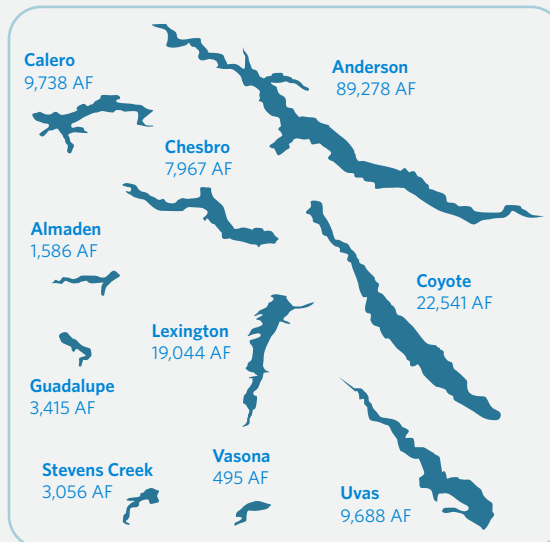 Calero
9,738 AF
Anderson
89,278 AF
Chesbro
7,967 AF
Almaden
1,586 AF
Coyote
22,541 AF
Lexington
19,044 AF
Guadalupe
3,415 AF
Vasona
495 AF
Stevens Creek
3,056 AF
Uvas
9,688 AF